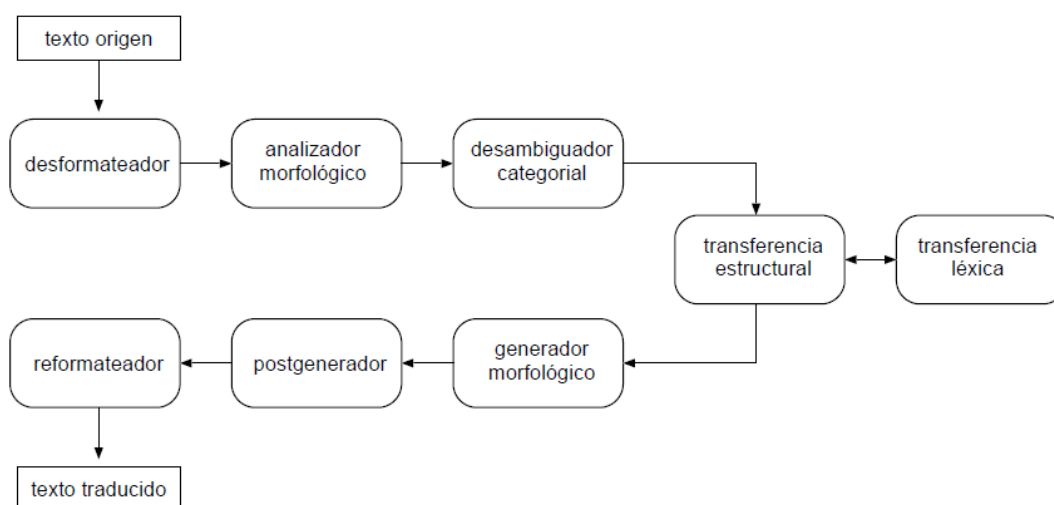 texto origen
desformateador
analizador
morfológico
desambiguador
categorial
transferencia
estructural
transferencia
léxica
reformateador
postgenerador
generador
morfológico
texto traducido